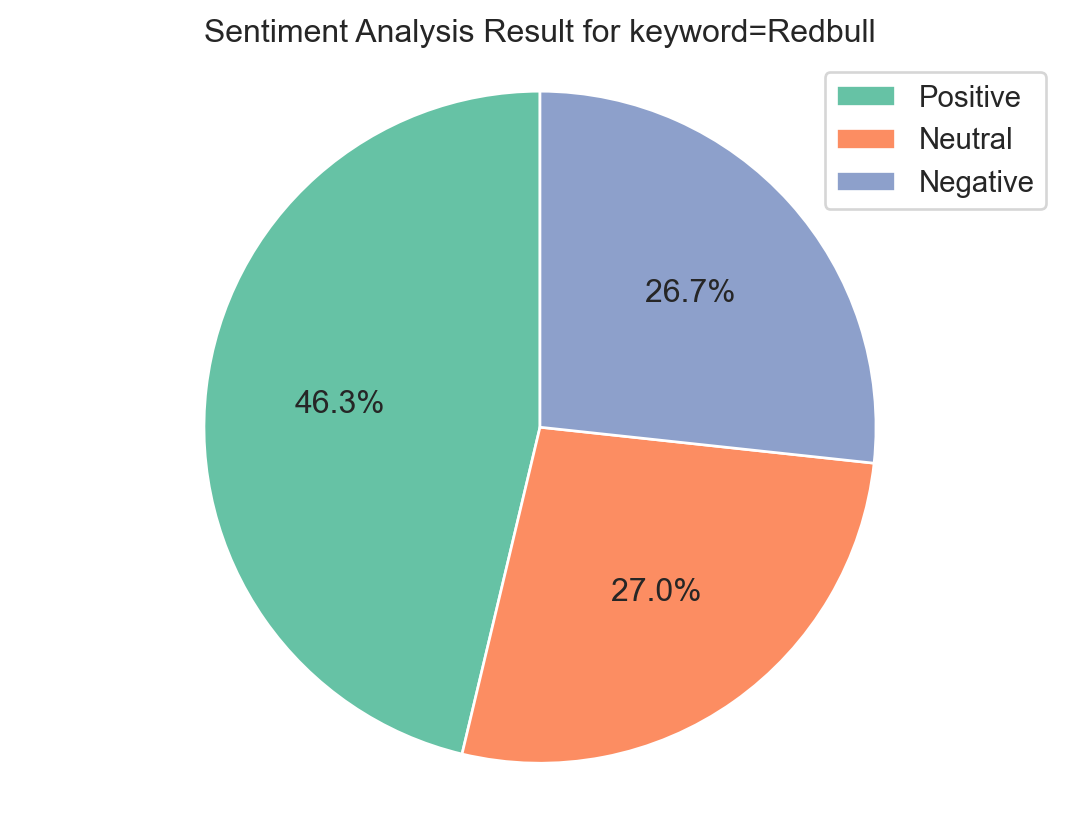 Sentiment Analysis Result for keyword=Redbull
Positive
Neutral
Negative
26.7%
46.3%
27.0%